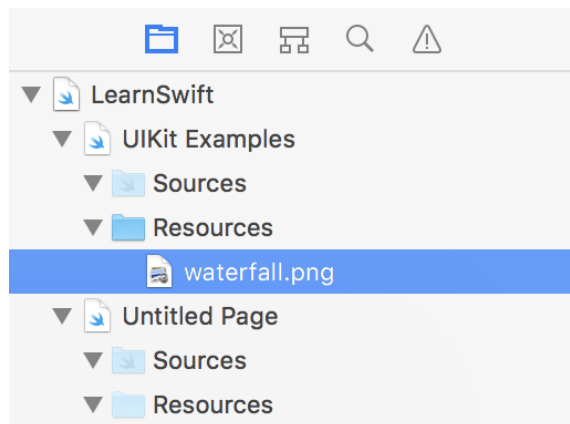 LearnSwift
UIKit Examples
Sources
Resources
waterfall.png
Untitled Page
Sources
Resources